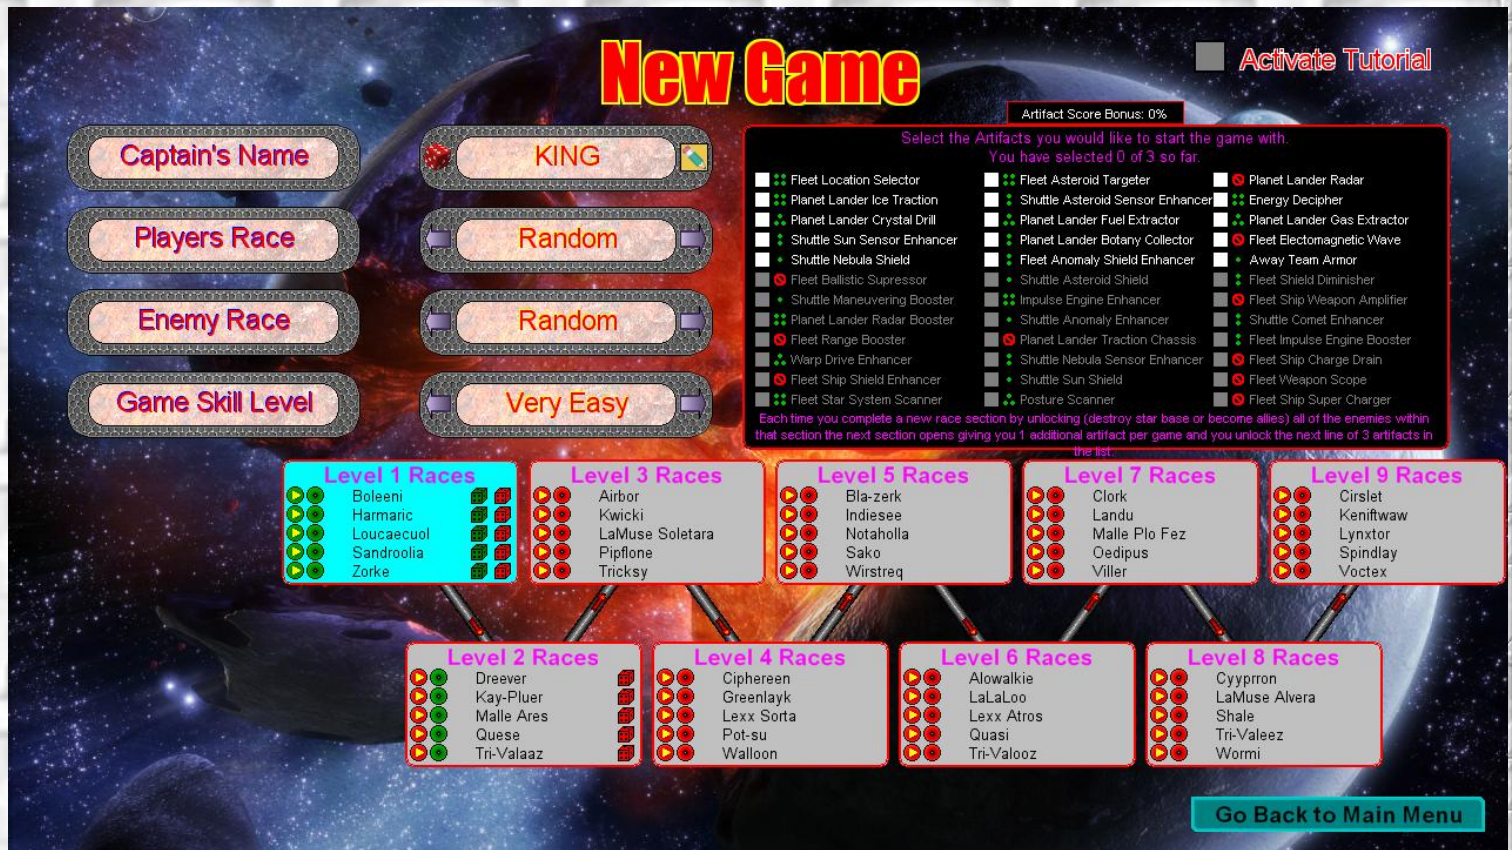 New Game
Activate Tutorial
Captain's Name
KING
Players Race
Random
Enemy Race
Random
Game Skill Level
Very Easy
Artifact Score Bonus: 0%
Select the Artifacts you would like to start the game with.
You have selected 0 of 3 so far.
Fleet Location Selector
Fleet Asteroid Targeter
Planet Lander Radar
Planet Lander Ice Traction
Shuttle Asteroid Sensor Enhancer
Energy Decipher
Planet Lander Crystal Drill
Planet Lander Fuel Extractor
Planet Lander Gas Extractor
Shuttle Sun Sensor Enhancer
Planet Lander Botany Collector
Fleet Electomagnetic Wave
Shuttle Nebula Shield
Fleet Anomaly Shield Enhancer
Away Team Armor
Fleet Ballistic Supressor
Shuttle Asteroid Shield
Fleet Shield Diminisher
Shuttle Maneuvering Booster
Impulse Engine Enhancer
Fleet Ship Weapon Amplifier
Planet Lander Radar Booster
Shuttle Anomaly Enhancer
Shuttle Comet Enhancer
Fleet Range Booster
Planet Lander Traction Chassis
Fleet Impulse Engine Booster
Warp Drive Enhancer
Shuttle Nebula Sensor Enhancer
Fleet Ship Charge Drain
Fleet Ship Shield Enhancer
Shuttle Sun Shield
Fleet Weapon Scope
Fleet Star System Scanner
Posture Scanner
Fleet Ship Super Charger
Each time you complete a new race section by unlocking (destroy star base or become allies) all of the enemies within
that section the next section opens giving you 1 additional artifact per game and you unlock the next line of 3 artifacts in
the list.
Level 1 Races
Boleeni
Harmaric
Loucaecuol
Sandroolia
Zorke
Level 3 Races
Airbor
Kwicki
LaMuse Soletara
Pipflone
Tricksy
Level 5 Races
Bla-zerk
Indiesee
Notaholla
Sako
Wirstreq
Level 7 Races
Clork
Landu
Malle Plo Fez
Oedipus
Viller
Level 9 Races
Cirslet
Keniftwaw
Lynxtor
Spindlay
Voctex
Level 2 Races
Dreever
Kay-Pluer
Malle Ares
Quese
Tri-Valaaz
Level 4 Races
Ciphereen
Greenlayk
Lexx Sorta
Pot-su
Walloon
Level 6 Races
Alowalkie
LaLaLoo
Lexx Atros
Quasi
Tri-Valooz
Level 8 Races
Cyyprron
LaMuse Alvera
Shale
Tri-Valeez
Wormi
Go Back to Main Menu